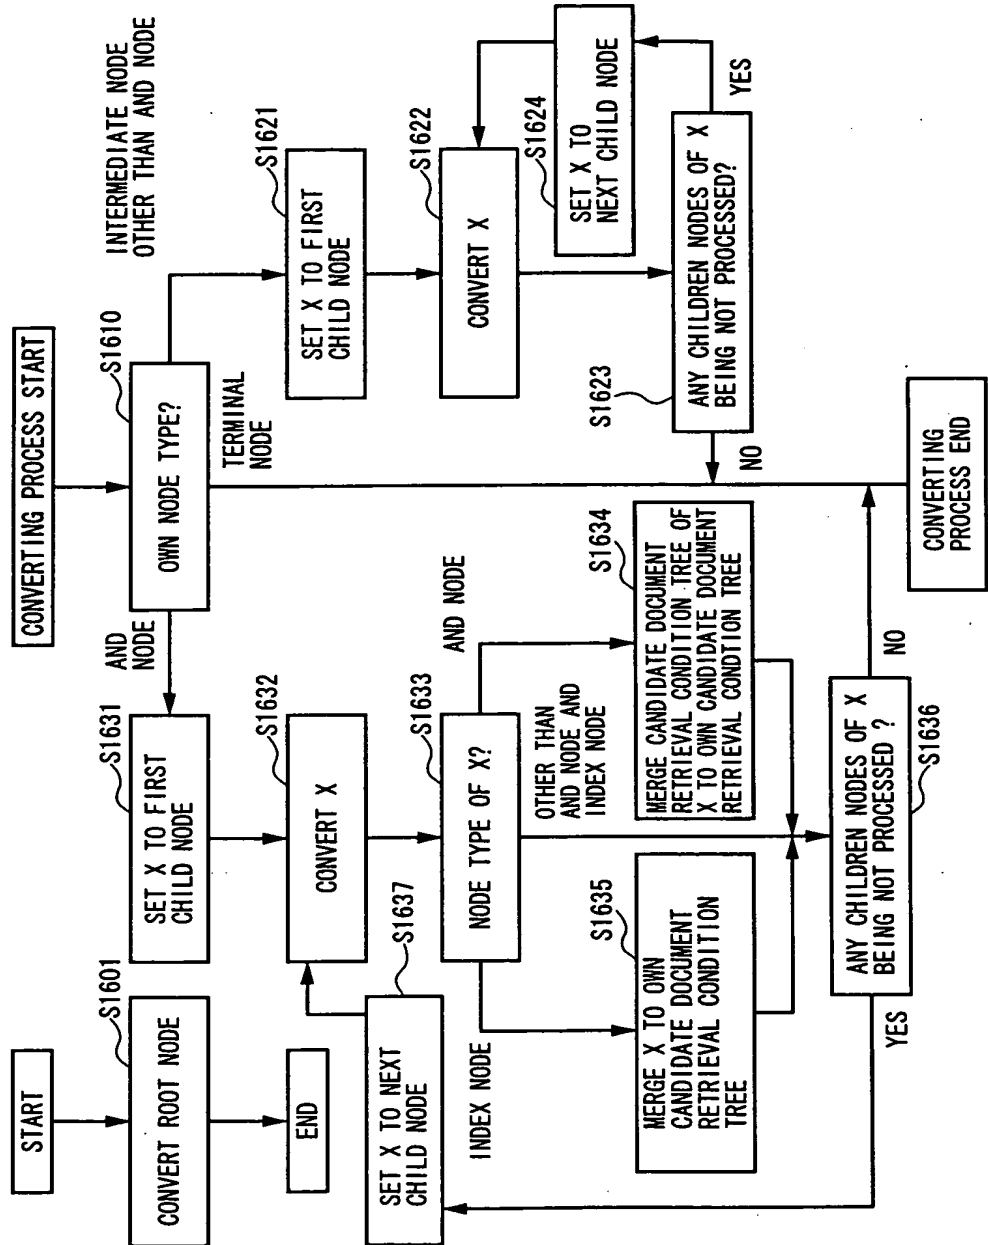 START
S1601
CONVERT ROOT NODE
END
CONVERTING PROCESS START
S1610
OWN NODE TYPE?
AND
NODE
TERMINAL
NODE
INTERMEDIATE NODE
OTHER THAN AND NODE
S1621
SET X TO FIRST
CHILD NODE
S1622
CONVERT X
S1624
SET X TO
NEXT CHILD NODE
S1623
ANY CHILDREN NODES OF X
BEING NOT PROCESSED?
YES
NO
S1631
SET X TO FIRST
CHILD NODE
S1632
CONVERT X
S1637
SET X TO NEXT
CHILD NODE
S1633
NODE TYPE OF X?
INDEX NODE
OTHER THAN
AND NODE AND
INDEX NODE
AND NODE
S1635
MERGE X TO OWN
CANDIDATE DOCUMENT
RETRIEVAL CONDITION
TREE
S1634
MERGE CANDIDATE DOCUMENT
RETRIEVAL CONDITION TREE OF
X TO OWN CANDIDATE DOCUMENT
RETRIEVAL CONDTION TREE
ANY CHILDREN NODES OF X
BEING NOT PROCESSED ?
S1636
YES
NO
CONVERTING
PROCESS END